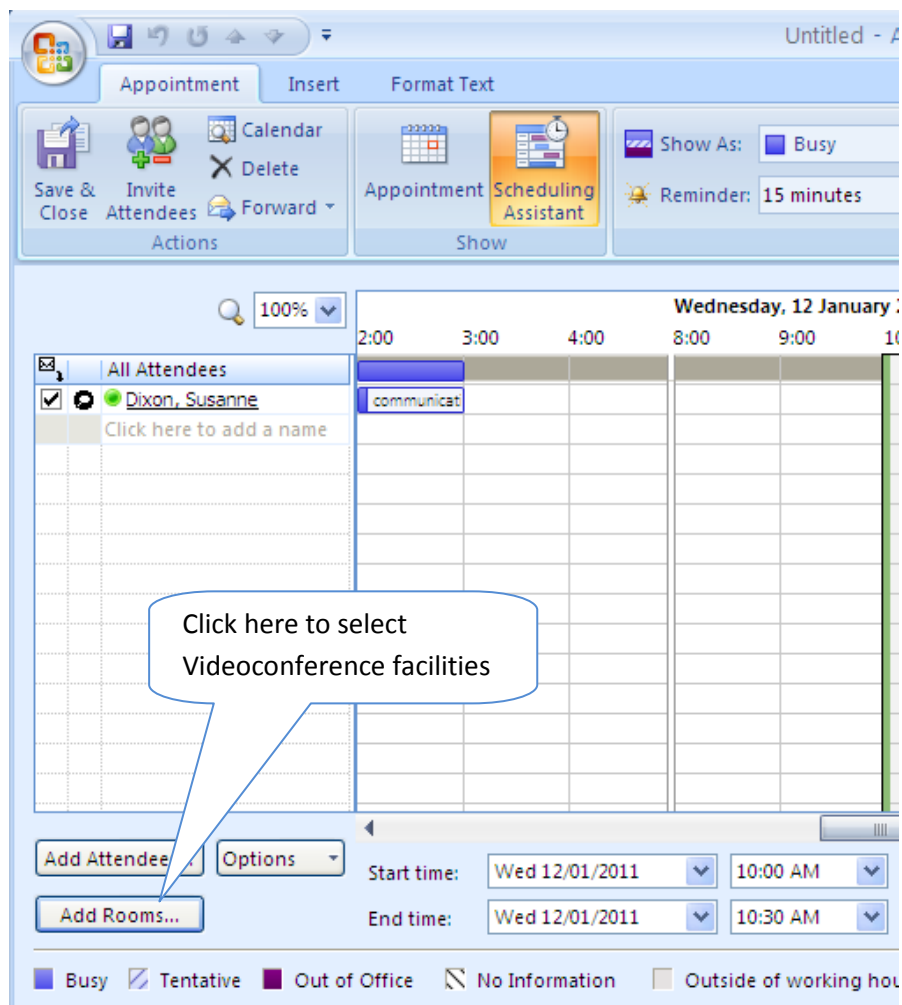 Untitled - A
Appointment Insert Format Text
Save & Close
Invite Attendees
Calendar
Delete
Forward
Actions
Appointment
Scheduling Assistant
Show
Show As: Busy
Reminder: 15 minutes
100%
Wednesday, 12 January 2
2:00 3:00 4:00 8:00 9:00 10
All Attendees
Dixon, Susanne
communicat
Click here to add a name
Click here to select
Videoconference facilities
Add Attendee
Options
Start time: Wed 12/01/2011 10:00 AM
Add Rooms...
End time: Wed 12/01/2011 10:30 AM
Busy Tentative Out of Office No Information Outside of working hou